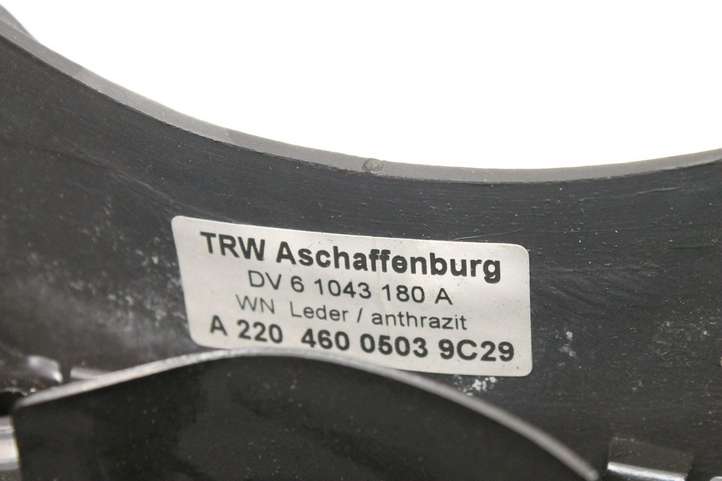 TRW Aschaffenburg
DV 6 1043 180 A
WN Leder / anthrazit
A 220 460 0503 9C29